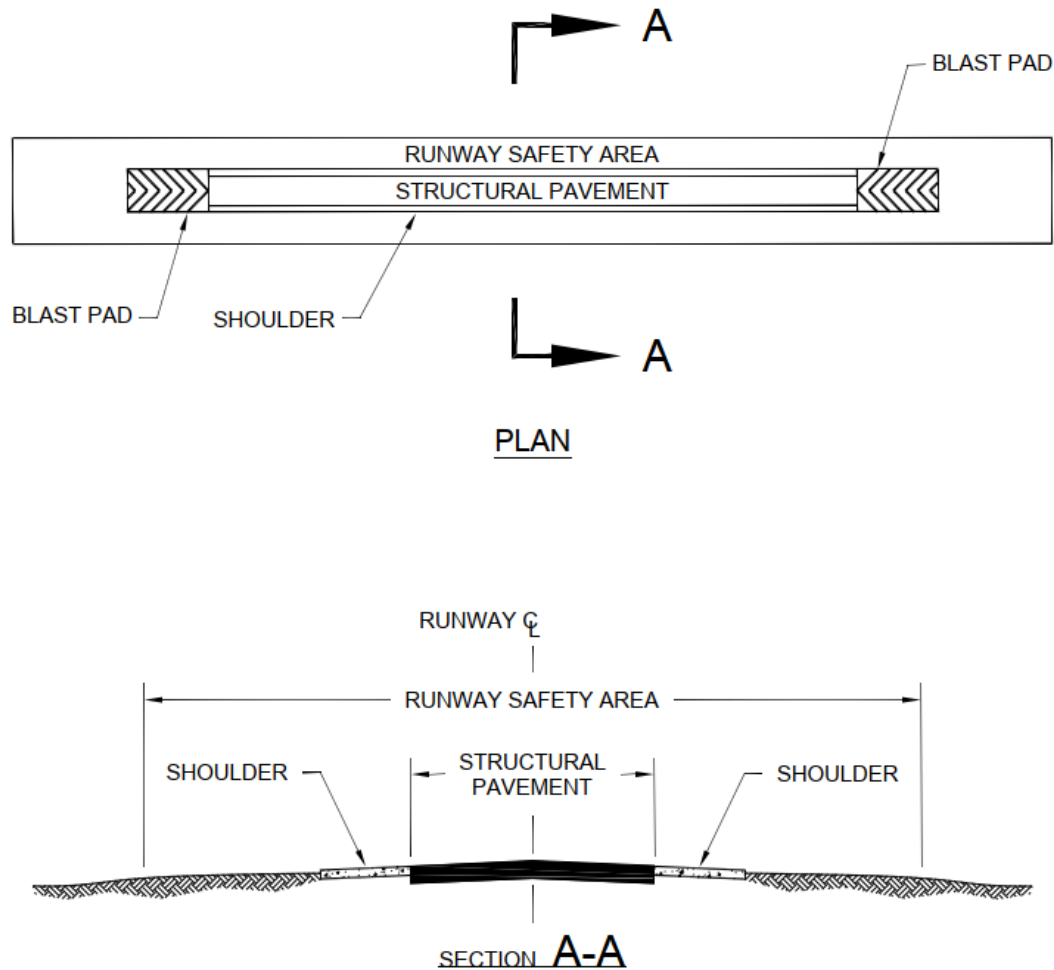 A
BLAST PAD
RUNWAY SAFETY AREA
STRUCTURAL PAVEMENT
BLAST PAD
SHOULDER
A
PLAN
RUNWAY ℄
RUNWAY SAFETY AREA
SHOULDER
STRUCTURAL
PAVEMENT
SHOULDER
SECTION A-A